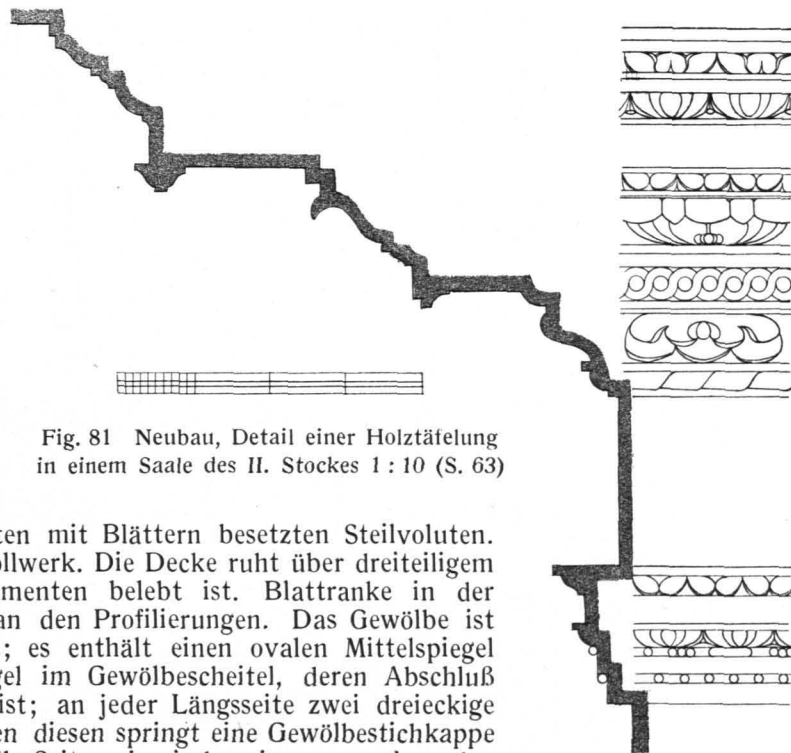 Fig. 81 Neubau, Detail einer Holztäfelung
in einem Saale des II. Stockes 1 : 10 (S. 63)
ten mit Blättern besetzten Steilvoluten.
ollwerk. Die Decke ruht über dreiteiligem
menten belebt ist. Blattranke in der
an den Profilierungen. Das Gewölbe ist
; es enthält einen ovalen Mittelspiegel
gel im Gewölbescheitel, deren Abschluß
ist; an jeder Längsseite zwei dreieckige
en diesen springt eine Gewölbestichkappe